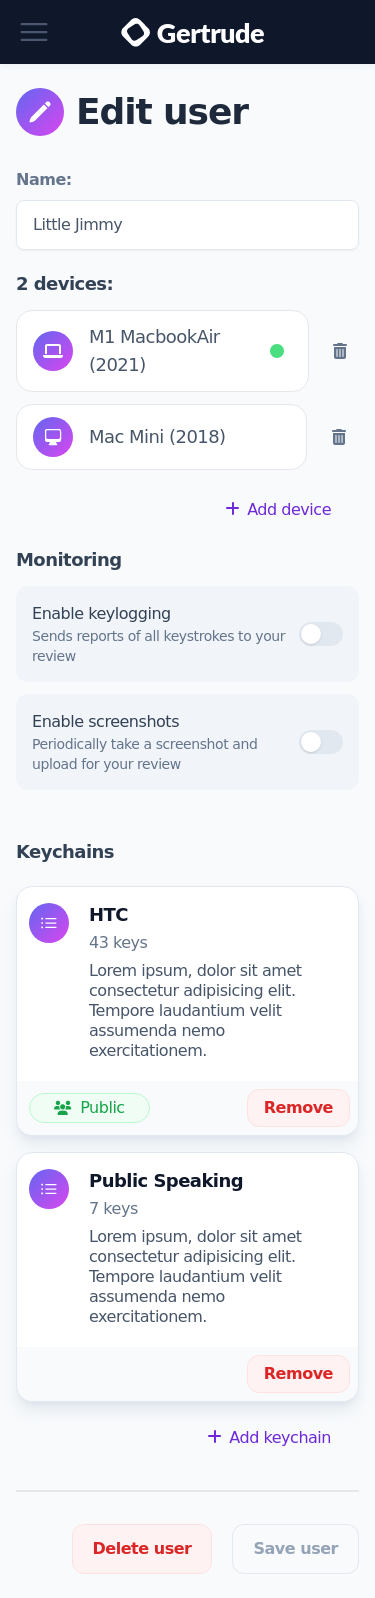 Gertrude
Edit user
Name:
Little Jimmy
2 devices:
M1 MacbookAir
(2021)
Mac Mini (2018)
+ Add device
Monitoring
Enable keylogging
Sends reports of all keystrokes to your
review
Enable screenshots
Periodically take a screenshot and
upload for your review
Keychains
HTC
43 keys
Lorem ipsum, dolor sit amet
consectetur adipisicing elit.
Tempore laudantium velit
assumenda nemo
exercitationem.
Public
Remove
Public Speaking
7 keys
Lorem ipsum, dolor sit amet
consectetur adipisicing elit.
Tempore laudantium velit
assumenda nemo
exercitationem.
Remove
+ Add keychain
Delete user
Save user